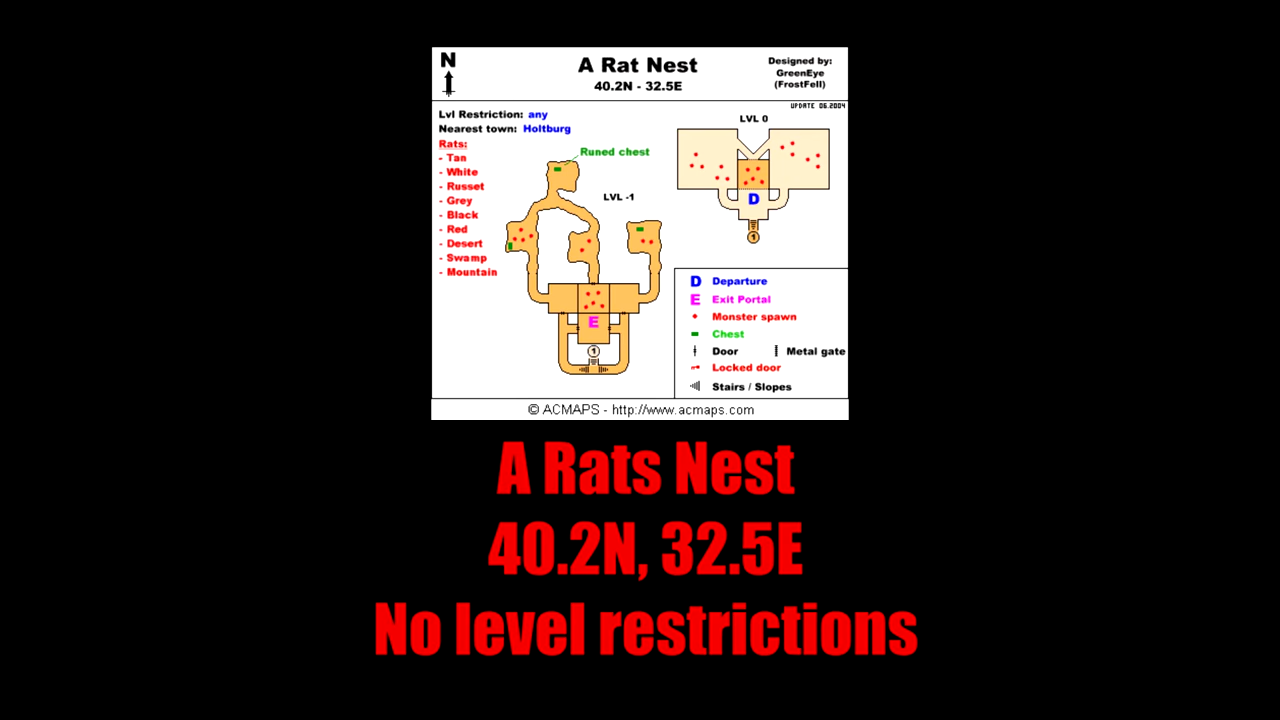 N
A Rat Nest
40.2N - 32.5E
Designed by:
GreenEye
(FrostFell)
UPDATE 06.2004
Lvl Restriction: any
Nearest town: Holtburg
Rats:
- Tan
- White
- Russet
- Grey
- Black
- Red
- Desert
- Swamp
- Mountain
Runed chest
LVL -1
E
1
LVL 0
D
1
D Departure
E Exit Portal
Monster spawn
Chest
Door Metal gate
Locked door
Stairs / Slopes
© ACMAPS - http://www.acmaps.com
A Rats Nest
40.2N, 32.5E
No level restrictions